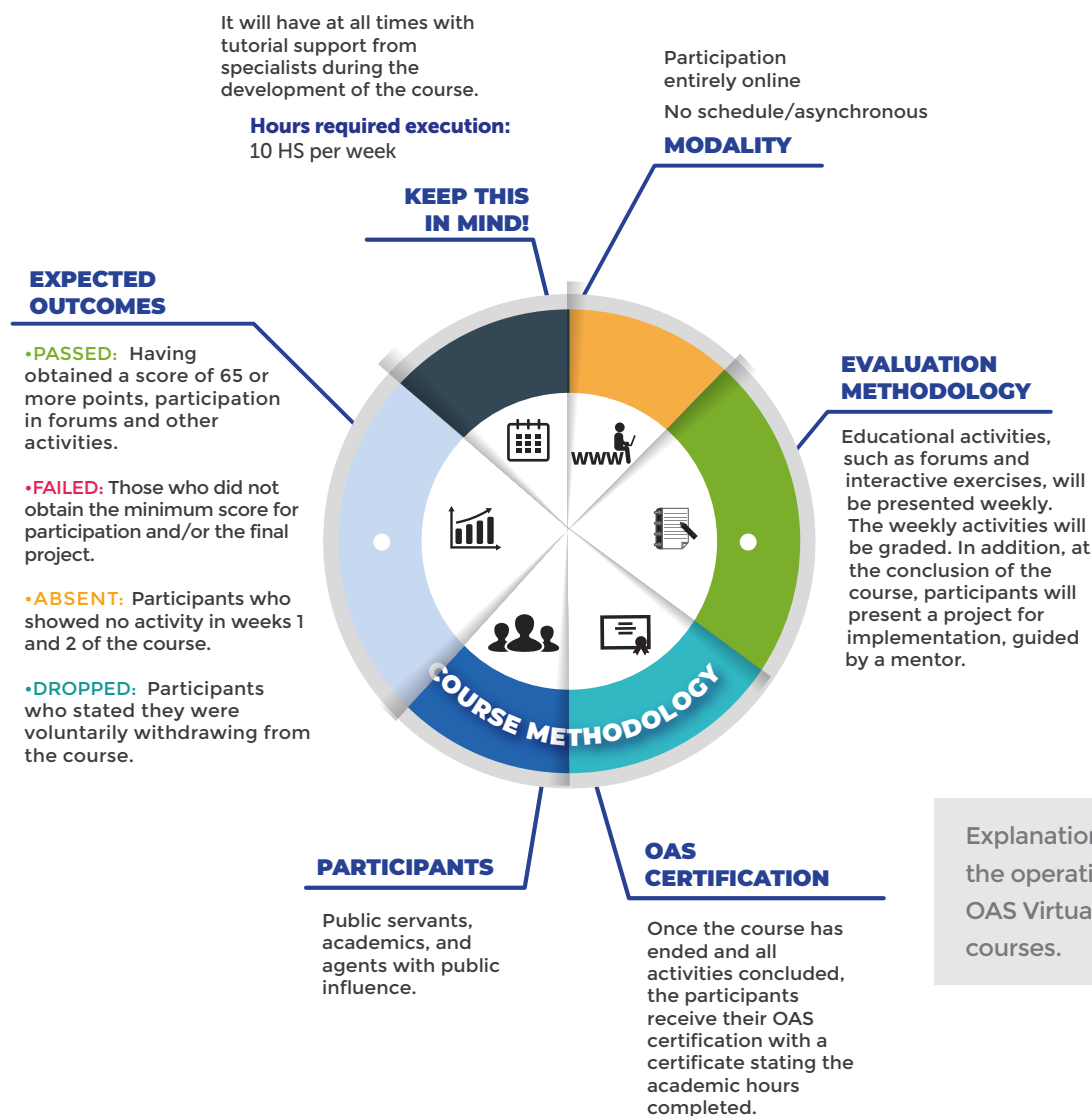 It will have at all times with
tutorial support from
specialists during the
development of the course.
Hours required execution:
10 HS per week
KEEP THIS
IN MIND!
Participation
entirely online
No schedule/asynchronous
MODALITY
EXPECTED
OUTCOMES
•PASSED: Having
obtained a score of 65 or
more points, participation
in forums and other
activities.
•FAILED: Those who did not
obtain the minimum score for
participation and/or the final
project.
•ABSENT: Participants who
showed no activity in weeks 1
and 2 of the course.
•DROPPED: Participants
who stated they were
voluntarily withdrawing from
the course.
EVALUATION
METHODOLOGY
Educational activities,
such as forums and
interactive exercises, will
be presented weekly.
The weekly activities will
be graded. In addition, at
the conclusion of the
course, participants will
present a project for
implementation, guided
by a mentor.
www
COURSE METHODOLOGY
PARTICIPANTS
Public servants,
academics, and
agents with public
influence.
OAS
CERTIFICATION
Once the course has
ended and all
activities concluded,
the participants
receive their OAS
certification with a
certificate stating the
academic hours
completed.
Explanation
the operati
OAS Virtua
courses.